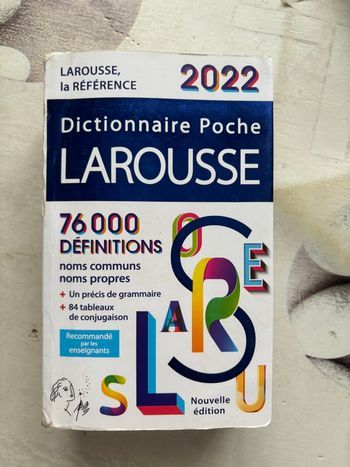 LAROUSSE,
la RÉFÉRENCE
2022
Dictionnaire Poche
LAROUSSE
76 000
DÉFINITIONS
noms communs
noms propres
+ Un précis de grammaire
+ 84 tableaux
de conjugaison
Recommandé
par les
enseignants
LAROUSSE
Nouvelle
édition